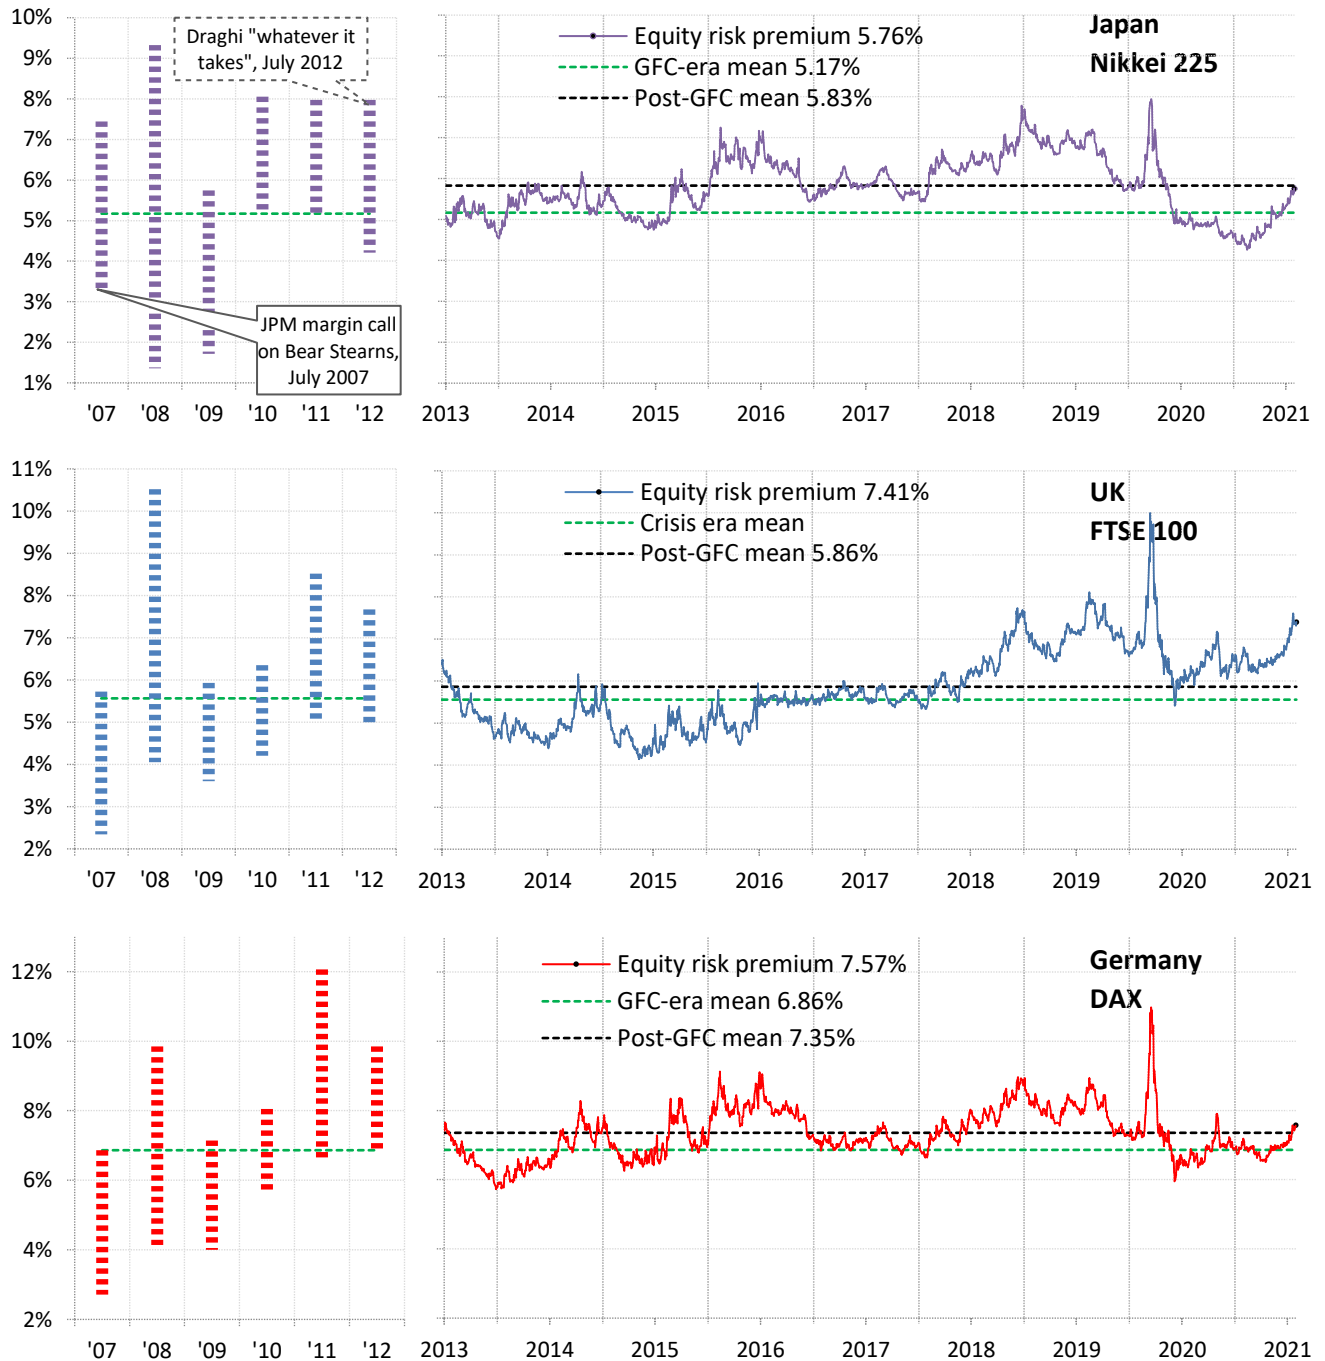 10%
9%
8%
7%
6%
5%
4%
3%
2%
1%
Draghi "whatever it
takes", July 2012
JPM margin call
on Bear Stearns,
July 2007
'07 '08 '09 '10 '11 '12
Equity risk premium 5.76%
GFC-era mean 5.17%
Post-GFC mean 5.83%
Japan
Nikkei 225
2013 2014 2015 2016 2017 2018 2019 2020 2021
11%
10%
9%
8%
7%
6%
5%
4%
3%
2%
'07 '08 '09 '10 '11 '12
Equity risk premium 7.41%
Crisis era mean
Post-GFC mean 5.86%
UK
FTSE 100
2013 2014 2015 2016 2017 2018 2019 2020 2021
12%
10%
8%
6%
4%
2%
'07 '08 '09 '10 '11 '12
Equity risk premium 7.57%
GFC-era mean 6.86%
Post-GFC mean 7.35%
Germany
DAX
2013 2014 2015 2016 2017 2018 2019 2020 2021